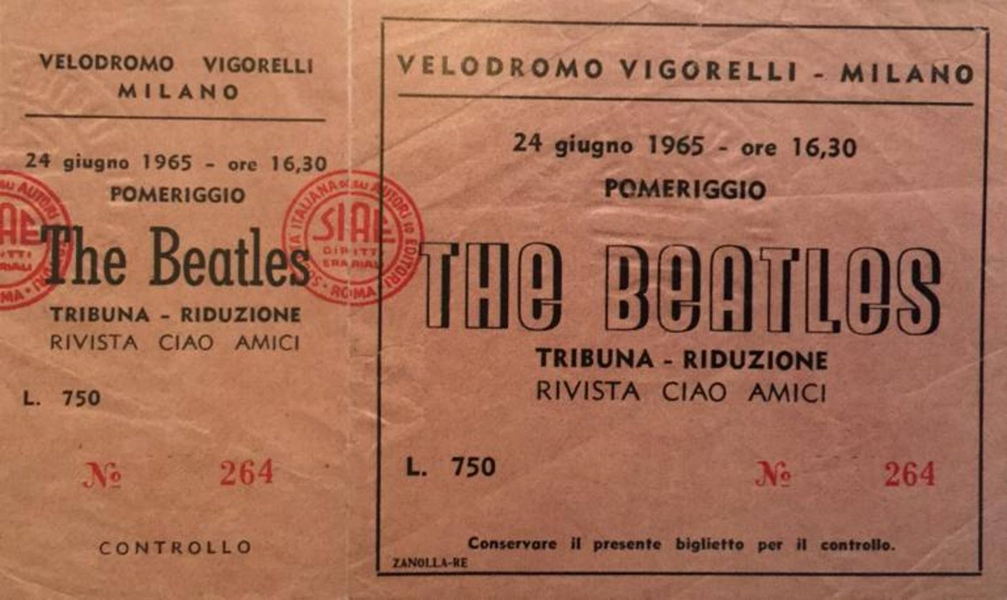 VELODROMO VIGORELLI
MILANO
24 giugno 1965 - ore 16,30
POMERIGGIO
The Beatles
TRIBUNA - RIDUZIONE
RIVISTA CIAO AMICI
L. 750
№ 264
CONTROLLO
SIAE
DIRITTI
ERARIALI
ROMA
VELODROMO VIGORELLI - MILANO
24 giugno 1965 - ore 16,30
POMERIGGIO
THE BEATLES
TRIBUNA - RIDUZIONE
RIVISTA CIAO AMICI
L. 750
№ 264
Conservare il presente biglietto per il controllo.
ZANOLLA-RE